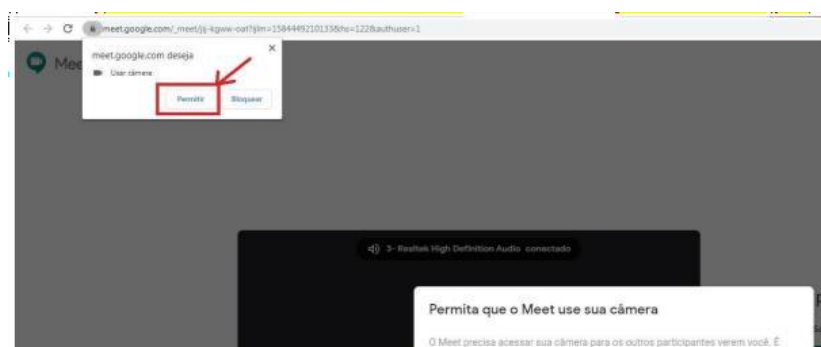 meet.google.com/_meet/jij-kgww-oat?ijlm=1584449210133&hs=122&authuser=1
Mee
meet.google.com deseja
Usar câmera
Permitir Bloquear
3- Realtek High Definition Audio conectado
Permita que o Meet use sua câmera
O Meet precisa acessar sua câmera para os outros participantes verem você. É